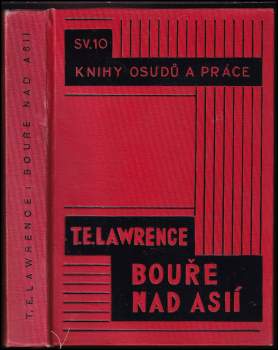 T. E. LAWRENCE: BOUŘE NAD ASIÍ
SV. 10
KNIHY OSUDŮ A PRÁCE
T.E. LAWRENCE
BOUŘE
NAD ASIÍ